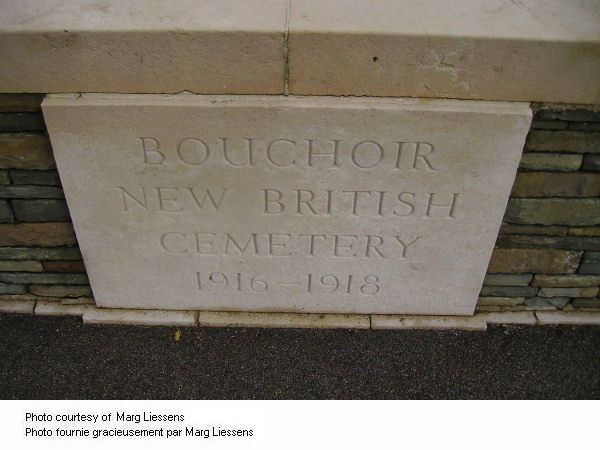 BOUCHOIR
NEW BRITISH
CEMETERY
1916–1918
Photo courtesy of Marg Liessens
Photo fournie gracieusement par Marg Liessens